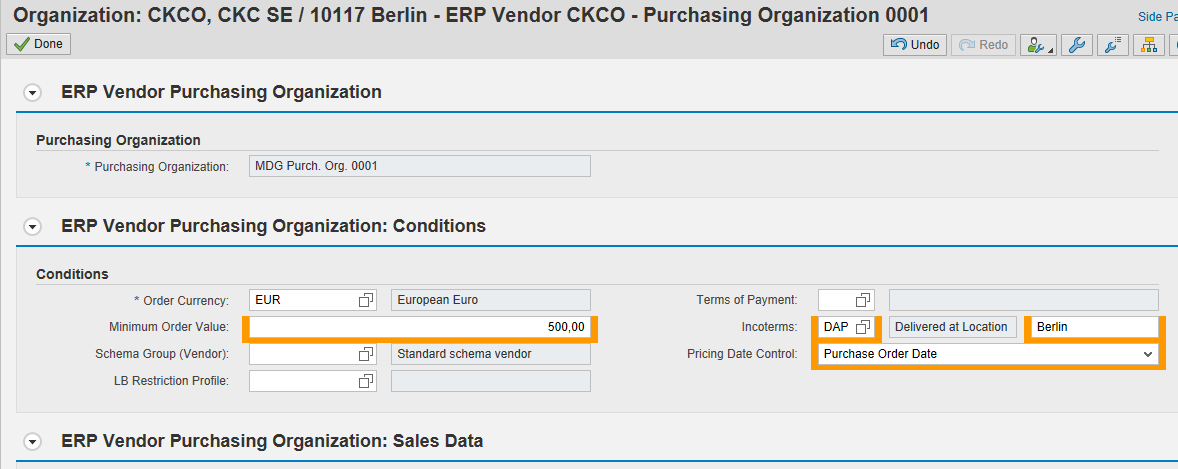 Organization: CKCO, CKC SE / 10117 Berlin - ERP Vendor CKCO - Purchasing Organization 0001
Side
Done
Undo
Redo
ERP Vendor Purchasing Organization
Purchasing Organization
* Purchasing Organization: MDG Purch. Org. 0001
ERP Vendor Purchasing Organization: Conditions
Conditions
* Order Currency: EUR European Euro
Terms of Payment:
Minimum Order Value: 500,00
Incoterms: DAP Delivered at Location Berlin
Schema Group (Vendor): Standard schema vendor
Pricing Date Control: Purchase Order Date
LB Restriction Profile:
ERP Vendor Purchasing Organization: Sales Data